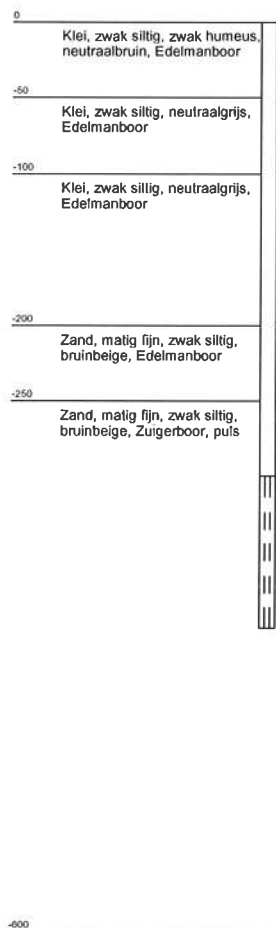 0
Klei, zwak siltig, zwak humeus,
neutraalbruin, Edelmanboor
-50
Klei, zwak siltig, neutraalgrijs,
Edelmanboor
-100
Klei, zwak siltig, neutraalgrijs,
Edelmanboor
-200
Zand, matig fijn, zwak siltig,
bruinbeige, Edelmanboor
-250
Zand, matig fijn, zwak siltig,
bruinbeige, Zuigerboor, puls
-600